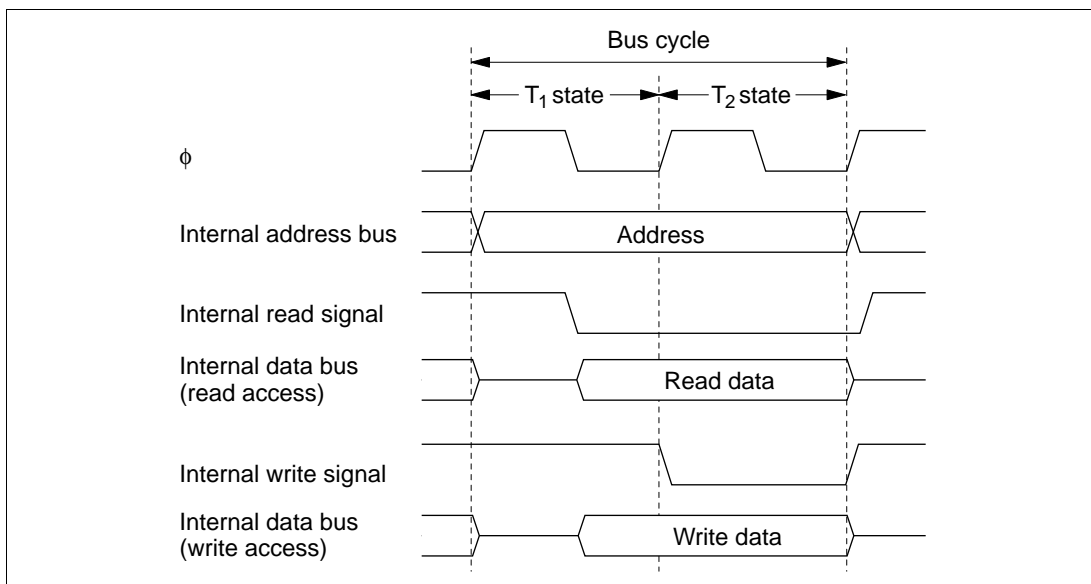 Bus cycle
T₁ state
T₂ state
φ
Internal address bus
Address
Internal read signal
Internal data bus
(read access)
Read data
Internal write signal
Internal data bus
(write access)
Write data